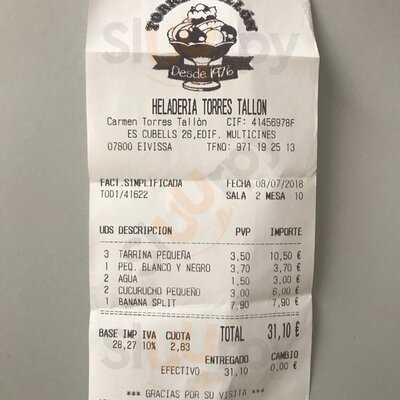 Desde 1976
HELADERIA TORRES TALLON
Carmen Torres Tallòn CIF: 41456978F
ES CUBELLS 26,EDIF. MULTICINES
07800 EIVISSA TFNO: 971 19 25 13
FACT.SIMPLIFICADA FECHA 08/07/2018
T001/41622 SALA 2 MESA 10
UDS DESCRIPCION PVP IMPORTE
3 TARRINA PEQUEÑA 3,50 10,50 €
1 PEQ. BLANCO Y NEGRO 3,70 3,70 €
2 AGUA 1,50 3,00 €
2 CUCURUCHO PEQUEÑO 3,00 6,00 €
1 BANANA SPLIT 7,90 7,90 €
BASE IMP IVA CUOTA TOTAL 31,10 €
28,27 10% 2,83
ENTREGADO CAMBIO
EFECTIVO 31,10 0,00 €
*** GRACIAS POR SU VISITA ***